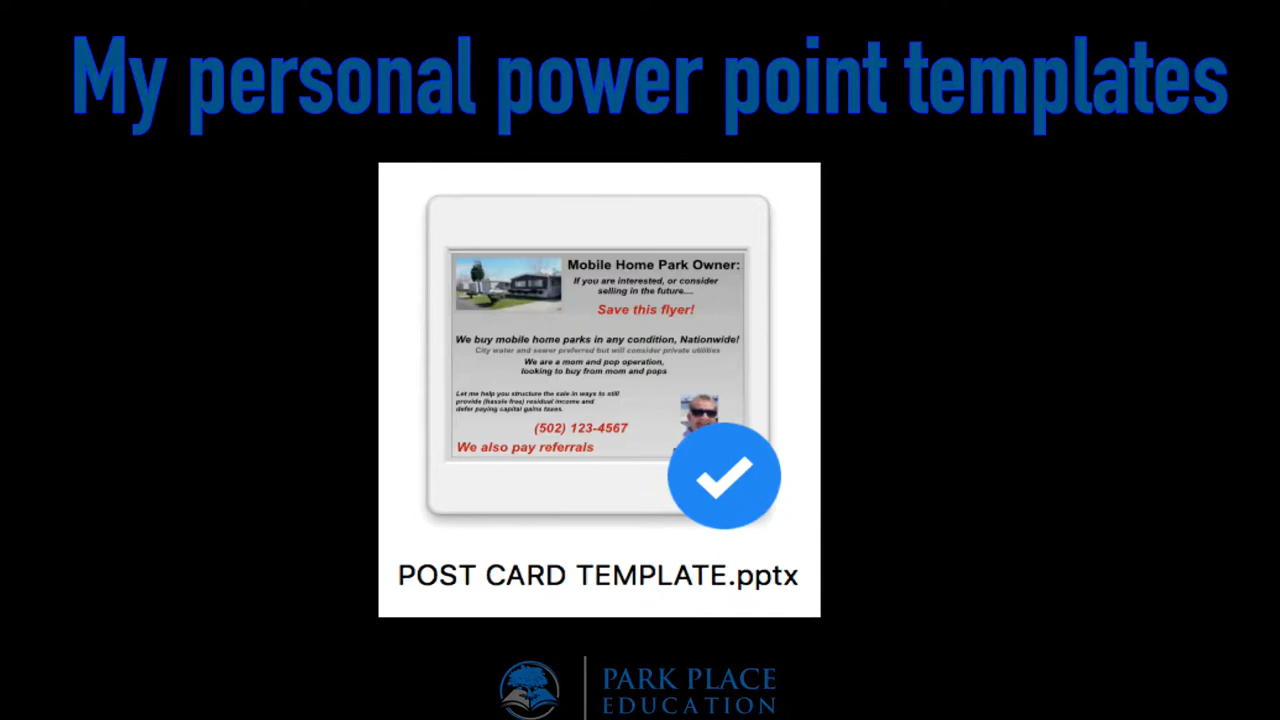 My personal power point templates
Mobile Home Park Owner:
If you are interested, or consider
selling in the future....
Save this flyer!
We buy mobile home parks in any condition, Nationwide!
City water and sewer preferred but will consider private utilities
We are a mom and pop operation,
looking to buy from mom and pops
Let me help you structure the sale in ways to still
provide (hassle free) residual income and
defer paying capital gains taxes.
(502) 123-4567
We also pay referrals
POST CARD TEMPLATE.pptx
PARK PLACE
EDUCATION